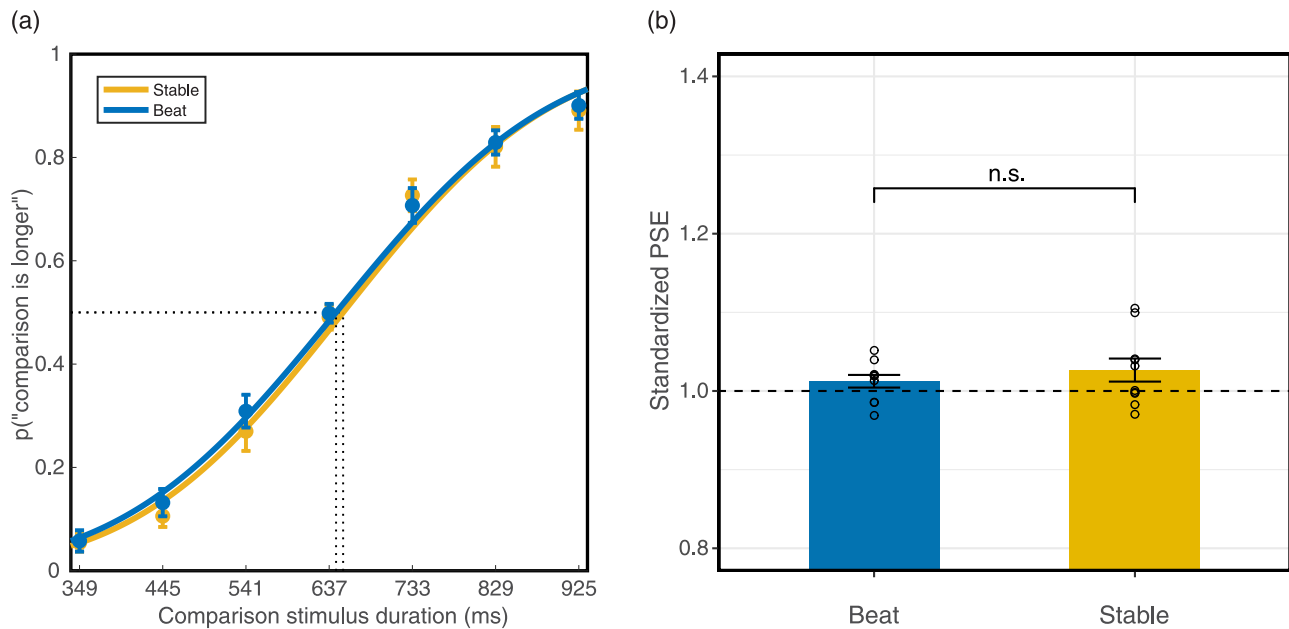 (a)
1
0.8
0.6
0.4
0.2
0
p("comparison is longer")
Stable
Beat
349 445 541 637 733 829 925
Comparison stimulus duration (ms)
(b)
1.4
1.2
1.0
0.8
Standardized PSE
n.s.
Beat Stable